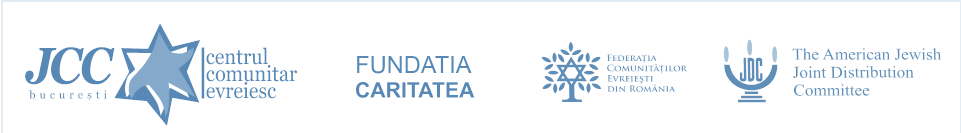 JCC
bucurești
centrul
comunitar
evreiesc
FUNDATIA
CARITATEA
FEDERAȚIA
COMUNITĂȚILOR
EVREIEȘTI
DIN ROMÂNIA
JDC
The American Jewish
Joint Distribution
Committee